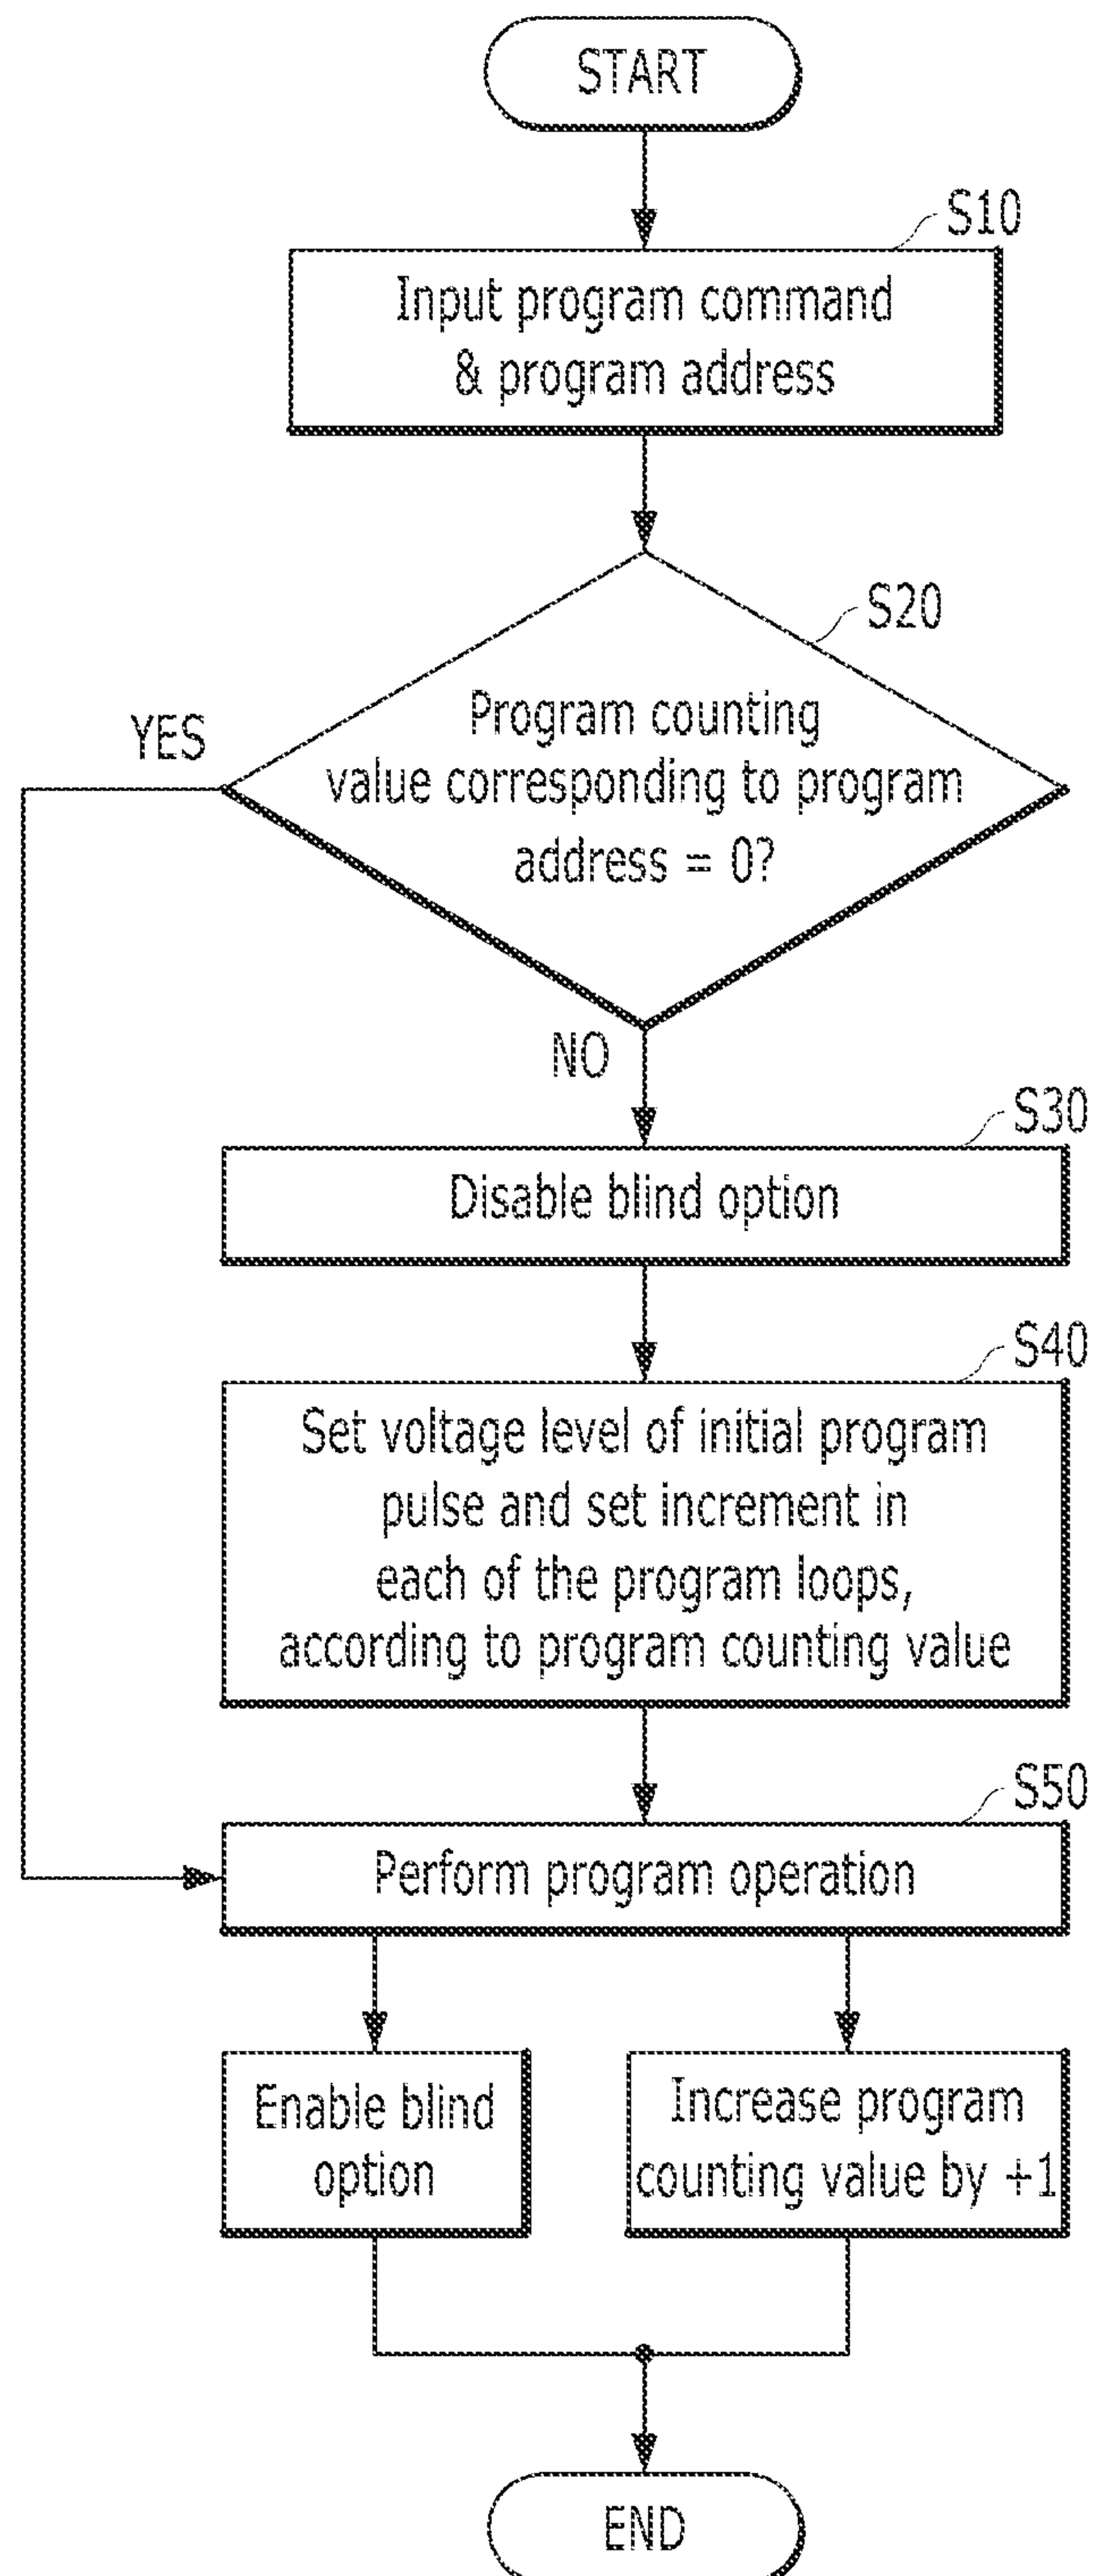 START
S10
Input program command
& program address
S20
Program counting
value corresponding to program
address = 0?
YES
NO
S30
Disable blind option
S40
Set voltage level of initial program
pulse and set increment in
each of the program loops,
according to program counting value
S50
Perform program operation
Enable blind
option
Increase program
counting value by +1
END